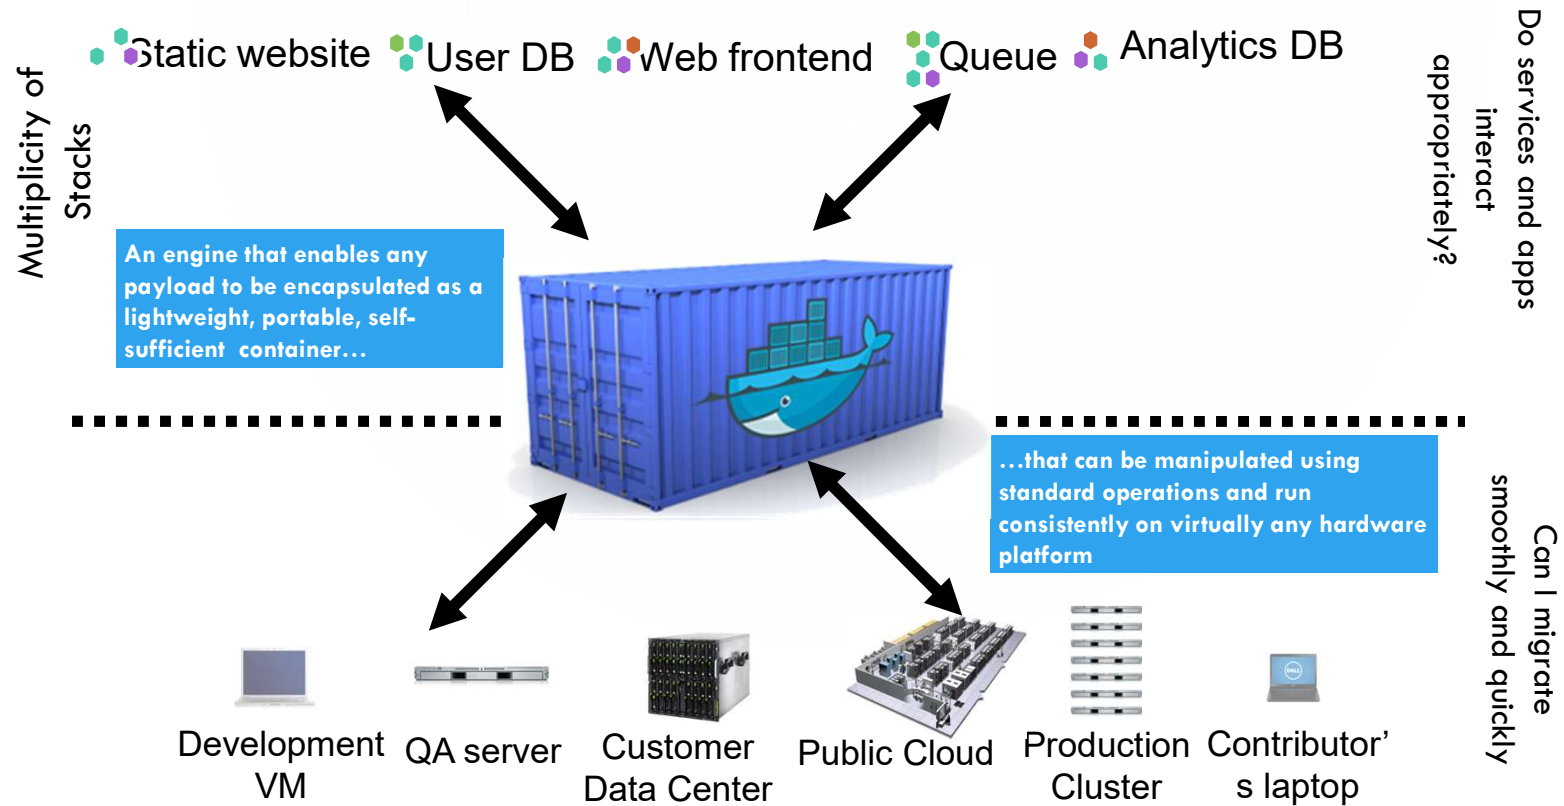 Static website
User DB
Web frontend
Queue
Analytics DB
Multiplicity of
Stacks
Do services and apps
interact
appropriately?
An engine that enables any
payload to be encapsulated as a
lightweight, portable, self-
sufficient container…
…that can be manipulated using
standard operations and run
consistently on virtually any hardware
platform
Can I migrate
smoothly and quickly
DELL
Development
VM
QA server
Customer
Data Center
Public Cloud
Production
Cluster
Contributor’
s laptop